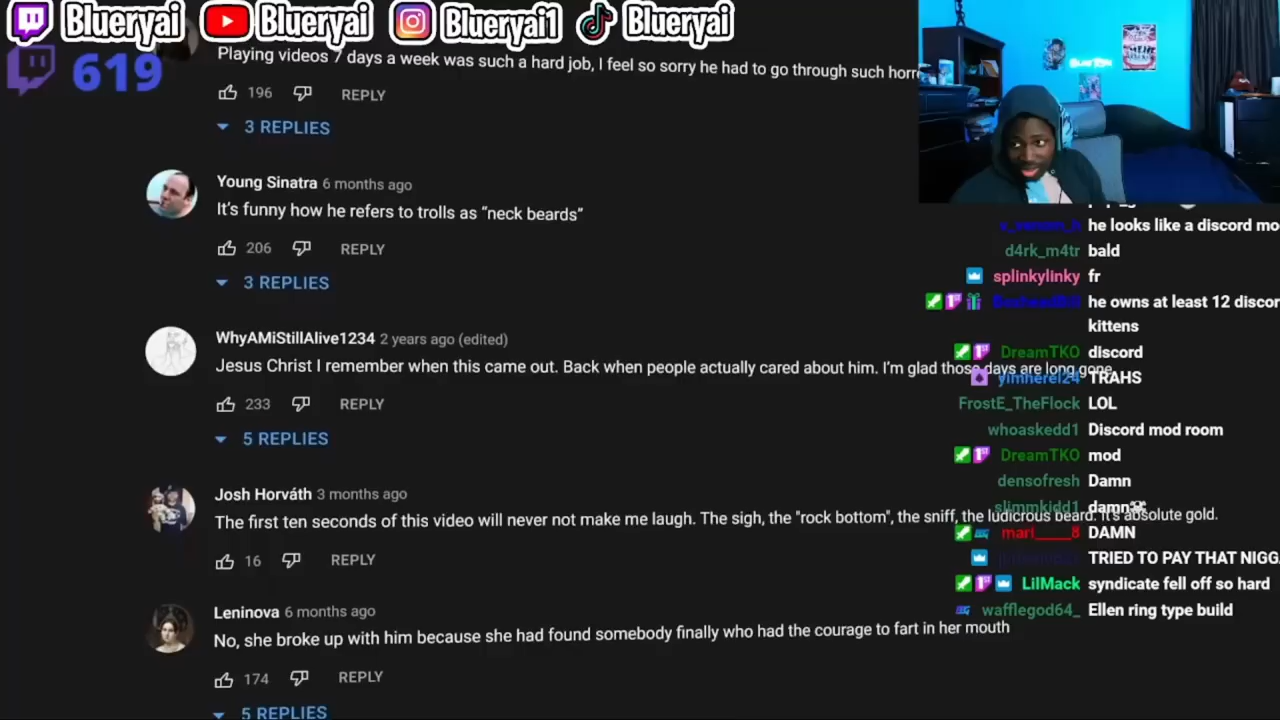 Blueryai Blueryai Blueryai1 Blueryai
619
Playing videos 7 days a week was such a hard job, I feel so sorry he had to go through such
196 REPLY
3 REPLIES
Young Sinatra 6 months ago
It's funny how he refers to trolls as “neck beards”
206 REPLY
3 REPLIES
WhyAMiStillAlive1234 2 years ago (edited)
Jesus Christ I remember when this came out. Back when people actually cared about him. I'm glad those days are long gone
233 REPLY
5 REPLIES
Josh Horváth 3 months ago
The first ten seconds of this video will never not make me laugh. The sigh, the "rock bottom", the sniff, the ludicrous beard. It's absolute gold.
16 REPLY
Leninova 6 months ago
No, she broke up with him because she had found somebody finally who had the courage to fart in her mouth
174 REPLY
5 REPLIES
he looks like a discord
d4rk_m4tr bald
splinkylinky fr
he owns at least 12
kittens
DreamTKO discord
yimherei24 TRAHS
FrostE_TheFlock LOL
whoaskedd1 Discord mod room
DreamTKO mod
densofresh Damn
slimmkidd1 damn
DAMN
TRIED TO PAY THAT
LilMack syndicate fell off so hard
wafflegod64_ Ellen ring type build